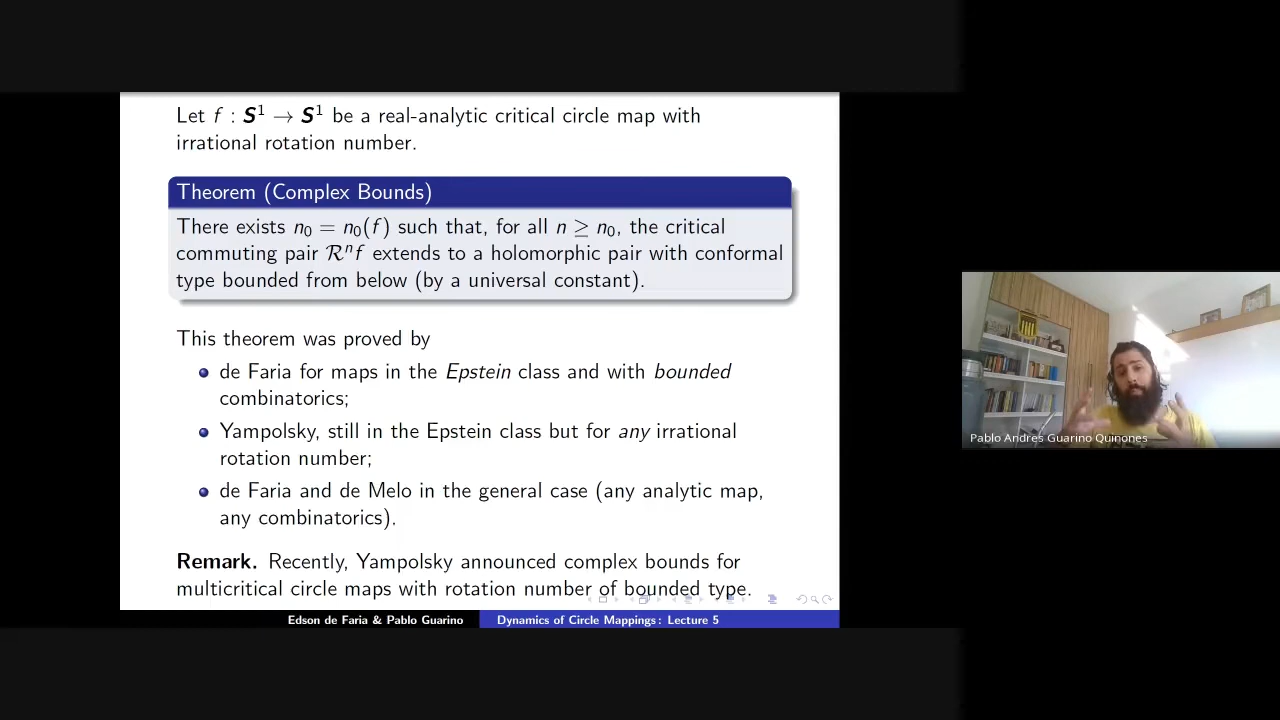 Let f : S¹ → S¹ be a real-analytic critical circle map with
irrational rotation number.
Theorem (Complex Bounds)
There exists n₀ = n₀(f) such that, for all n ≥ n₀, the critical
commuting pair ℛⁿf extends to a holomorphic pair with conformal
type bounded from below (by a universal constant).
This theorem was proved by
de Faria for maps in the Epstein class and with bounded
combinatorics;
Yampolsky, still in the Epstein class but for any irrational
rotation number;
de Faria and de Melo in the general case (any analytic map,
any combinatorics).
Remark. Recently, Yampolsky announced complex bounds for
multicritical circle maps with rotation number of bounded type.
Edson de Faria & Pablo Guarino
Dynamics of Circle Mappings: Lecture 5
Pablo Andres Guarino Quinones